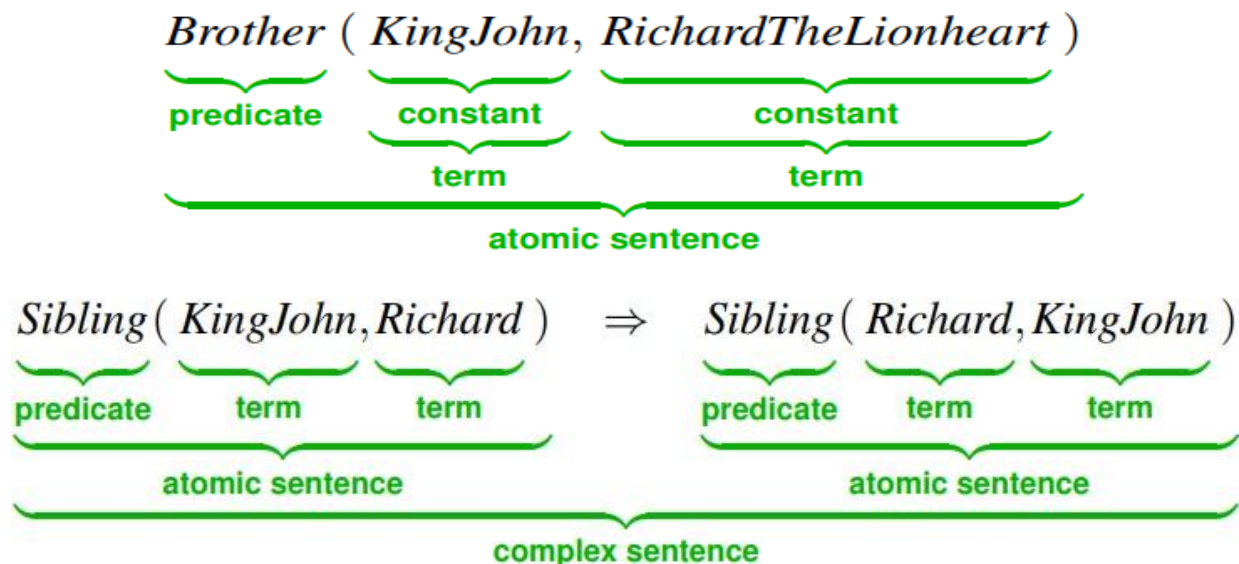 Brother ( KingJohn, RichardTheLionheart )
predicate constant constant
term term
atomic sentence
Sibling( KingJohn,Richard ) ⇒ Sibling( Richard,KingJohn )
predicate term term predicate term term
atomic sentence atomic sentence
complex sentence